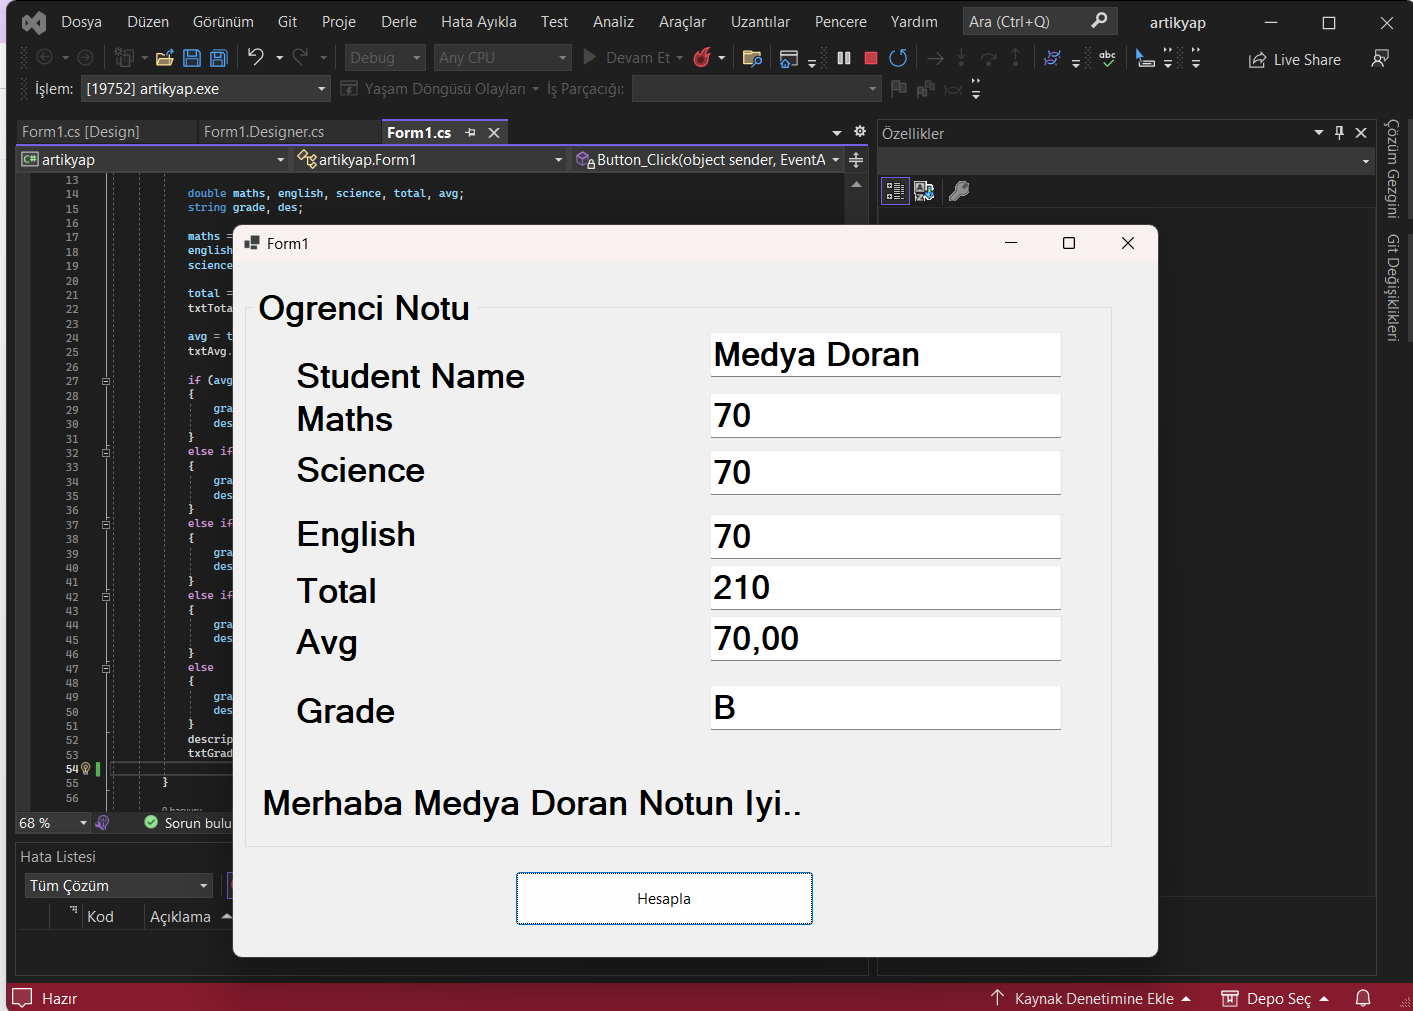 Dosya Düzen Görünüm Git Proje Derle Hata Ayıkla Test Analiz Araçlar Uzantılar Pencere Yardım Ara (Ctrl+Q) artikyap
Debug Any CPU Devam Et abc Live Share
İşlem: [19752] artikyap.exe Yaşam Döngüsü Olayları İş Parçacığı:
Form1.cs [Design] Form1.Designer.cs Form1.cs
artikyap artikyap.Form1 Button_Click(object sender, EventA
Özellikler
Çözüm Gezgini
Git Değişiklikleri
13
14 double maths, english, science, total, avg;
15 string grade, des;
16
17 maths =
18 english
19 science
20
21 total =
22 txtTota
23
24 avg = t
25 txtAvg.
26
27 if (avg
28 {
29 gra
30 des
31 }
32 else if
33 {
34 gra
35 des
36 }
37 else if
38 {
39 gra
40 des
41 }
42 else if
43 {
44 gra
45 des
46 }
47 else
48 {
49 gra
50 des
51 }
52 descrip
53 txtGrad
54
55 }
56
68 % Sorun bulu
Hata Listesi
Tüm Çözüm
Kod Açıklama
Form1
Ogrenci Notu
Student Name Medya Doran
Maths 70
Science 70
English 70
Total 210
Avg 70,00
Grade B
Merhaba Medya Doran Notun Iyi..
Hesapla
Hazır Kaynak Denetimine Ekle Depo Seç